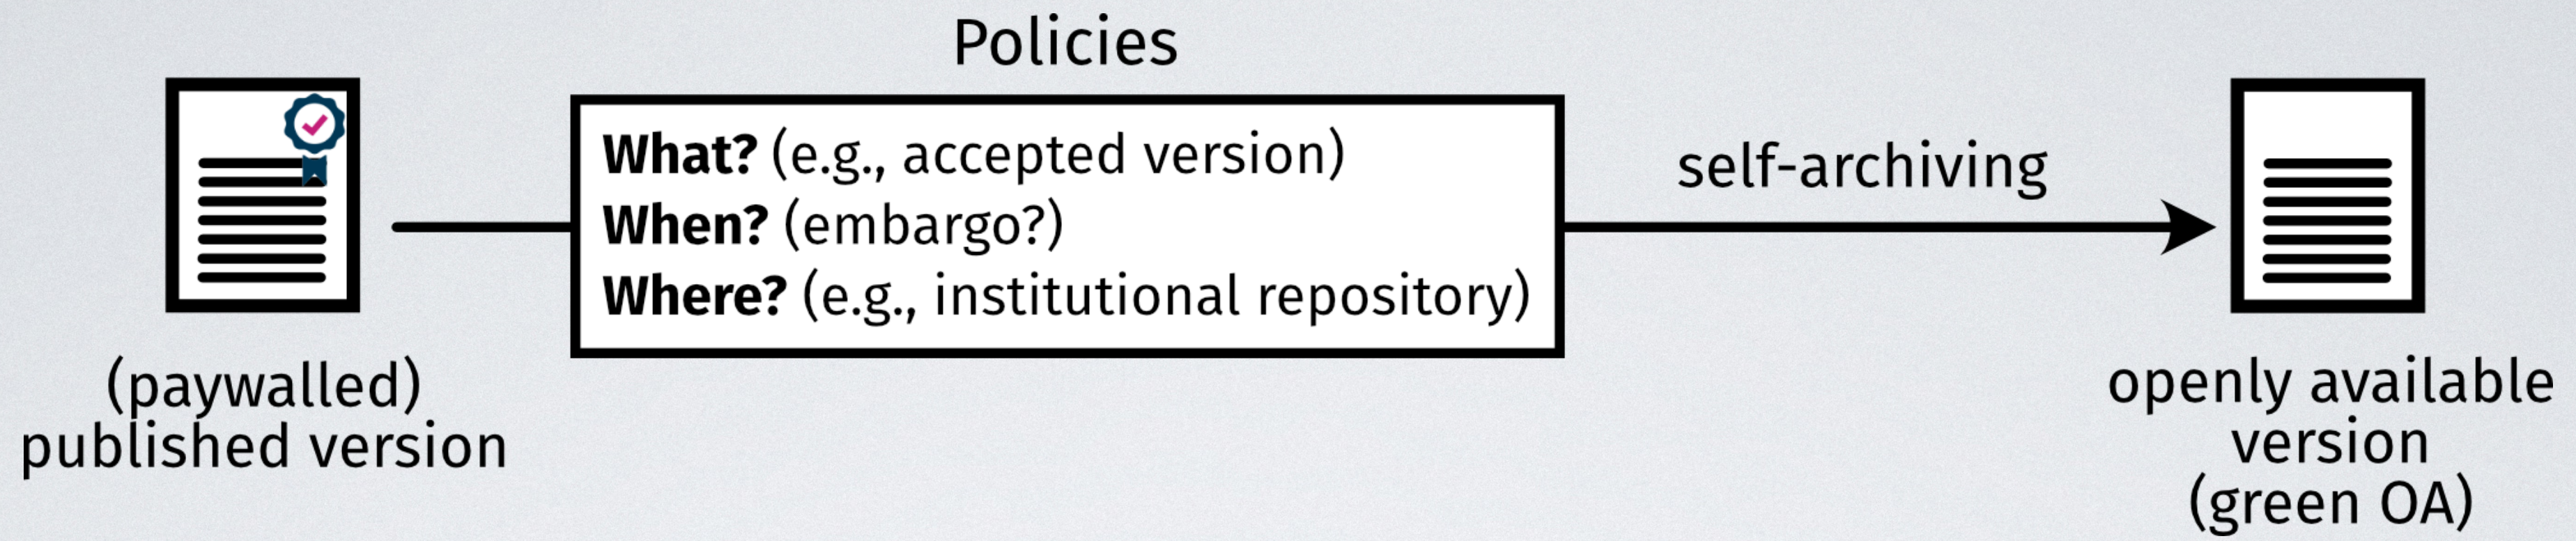 Policies
What? (e.g., accepted version)
When? (embargo?)
Where? (e.g., institutional repository)
self-archiving
(paywalled)
published version
openly available
version
(green OA)